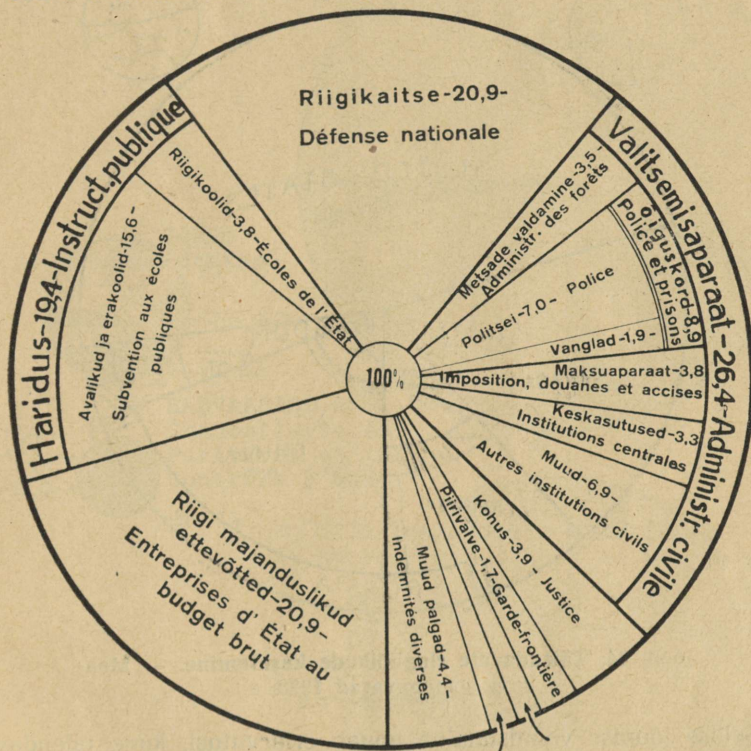 Riigikaitse-20,9-
Défense nationale
Valitsemisaparaat-26,4-Administr. civile
Metsade valdamine-3,5-
Administr. des forêts
Õiguskord-8,9
Police et prisons
Politsei-7,0- Police
Vanglad-1,9-
Maksuaparaat-3,8
Imposition, douanes et accises
Keskasutused-3,3
Institutions centrales
Muud-6,9-
Autres institutions civils
Kohus-3,9 - Justice
Piirivalve-1,7-Garde-frontière
Muud palgad-4,4-
Indemnités diverses
Riigi majanduslikud
ettevõtted-20,9-
Entreprises d' État au
budget brut
Haridus-19,4-Instruct. publique
Avalikud ja erakoolid-15,6-
Subvention aux écoles
publiques
Riigikoolid-3,8-Écoles de l' État
100%